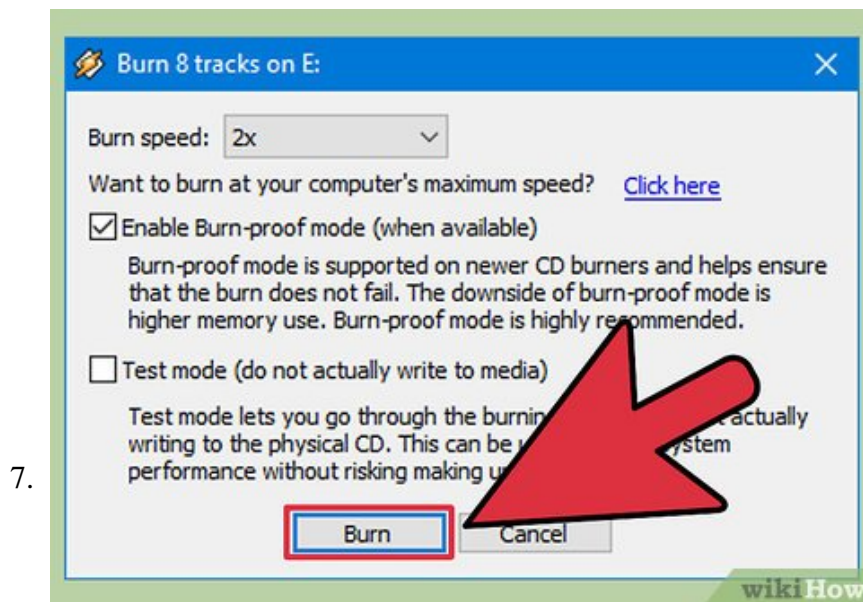 Burn 8 tracks on E:
Burn speed: 2x
Want to burn at your computer's maximum speed? Click here
Enable Burn-proof mode (when available)
Burn-proof mode is supported on newer CD burners and helps ensure
that the burn does not fail. The downside of burn-proof mode is
higher memory use. Burn-proof mode is highly recommended.
Test mode (do not actually write to media)
Test mode lets you go through the burning actually
writing to the physical CD. This can be system
performance without risking making
7.
Burn Cancel
wikiHow